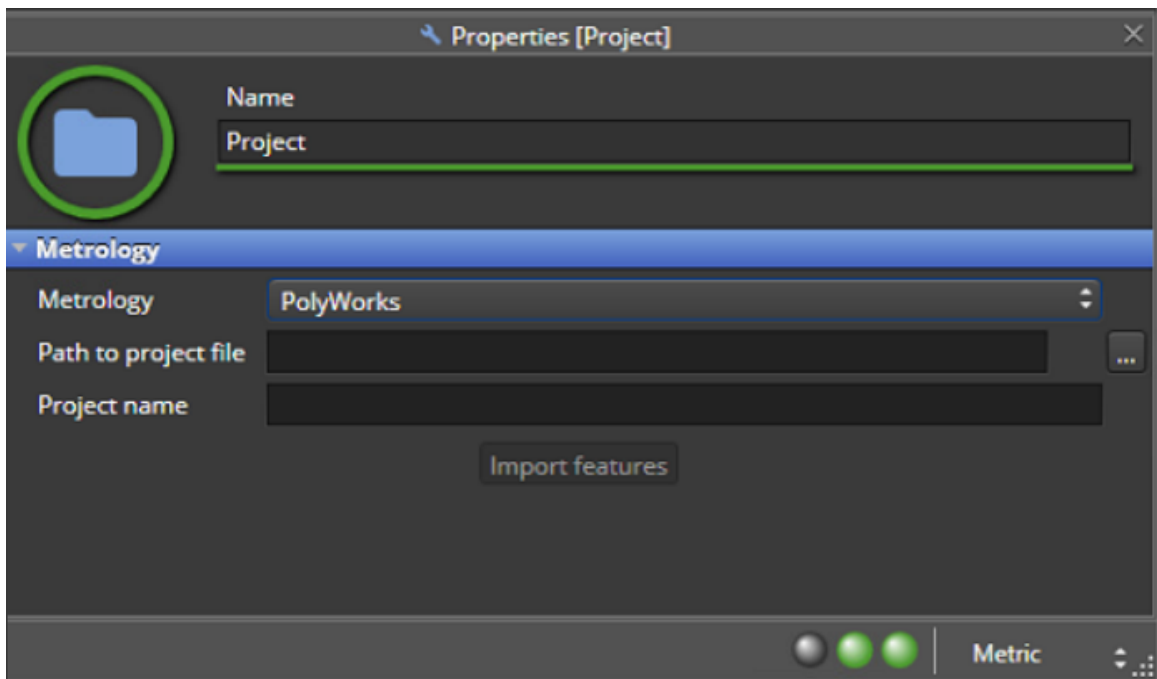 Properties [Project]
Name
Project
Metrology
Metrology PolyWorks
Path to project file ...
Project name
Import features
Metric